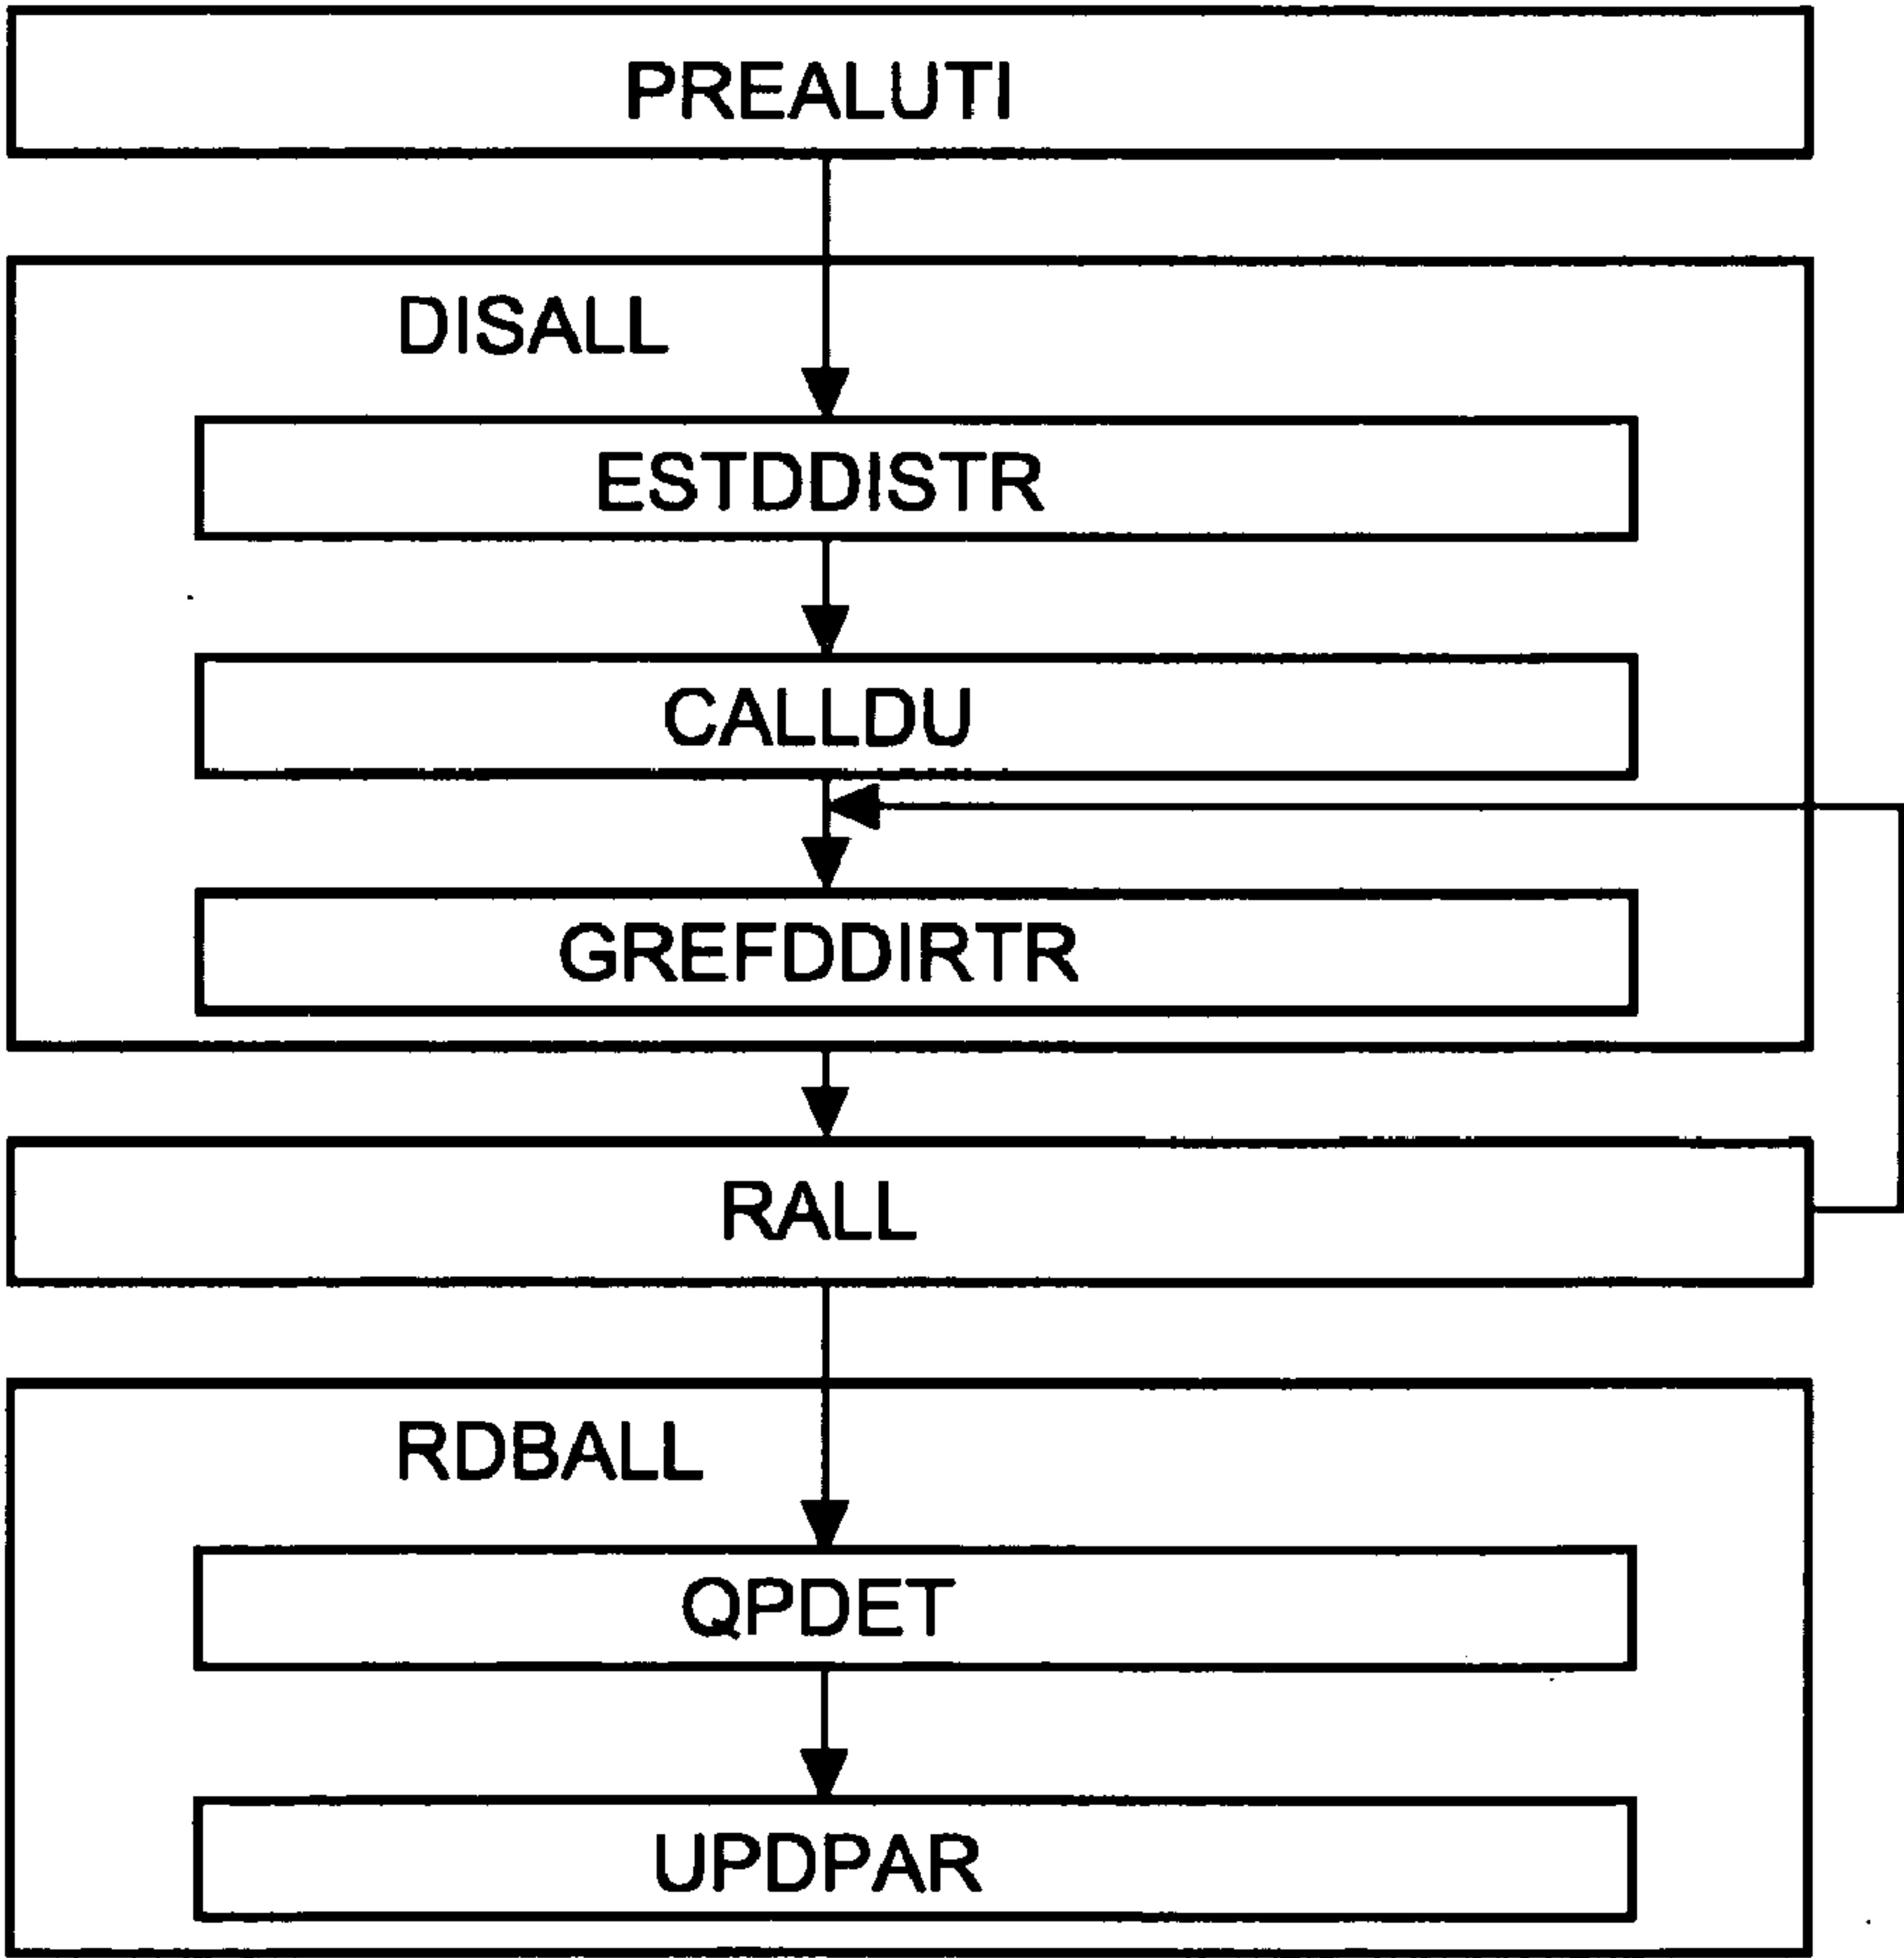 PREALUTI
DISALL
ESTDDISTR
CALLDU
GREFDDIRTR
RALL
RDBALL
QPDET
UPDPAR